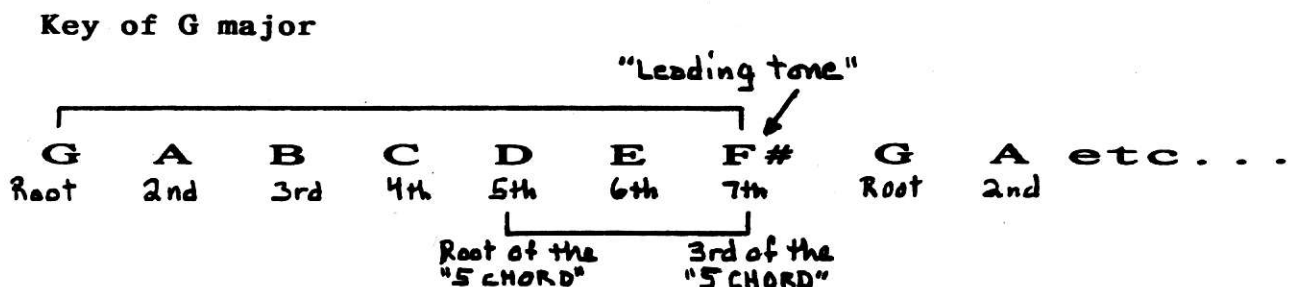 Key of G major
"Leading tone"
G A B C D E F# G A etc...
Root 2nd 3rd 4th 5th 6th 7th Root 2nd
Root of the 3rd of the
"5 CHORD" "5 CHORD"